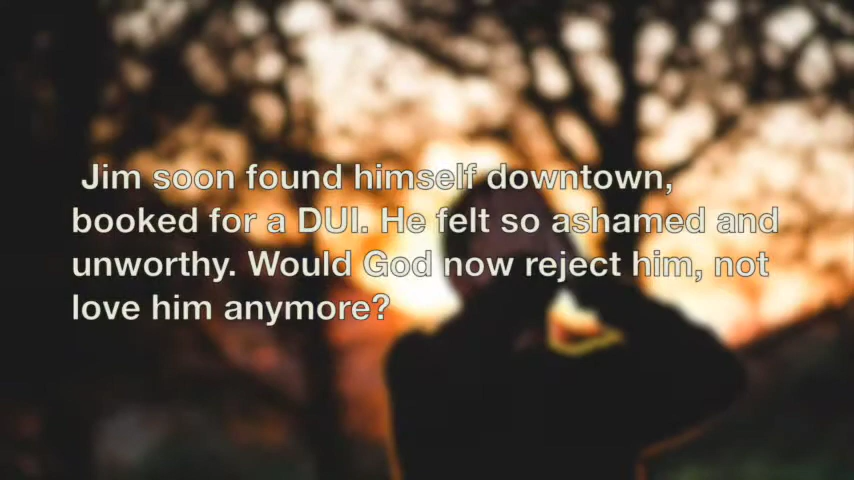 Jim soon found himself downtown,
booked for a DUI. He felt so ashamed and
unworthy. Would God now reject him, not
love him anymore?